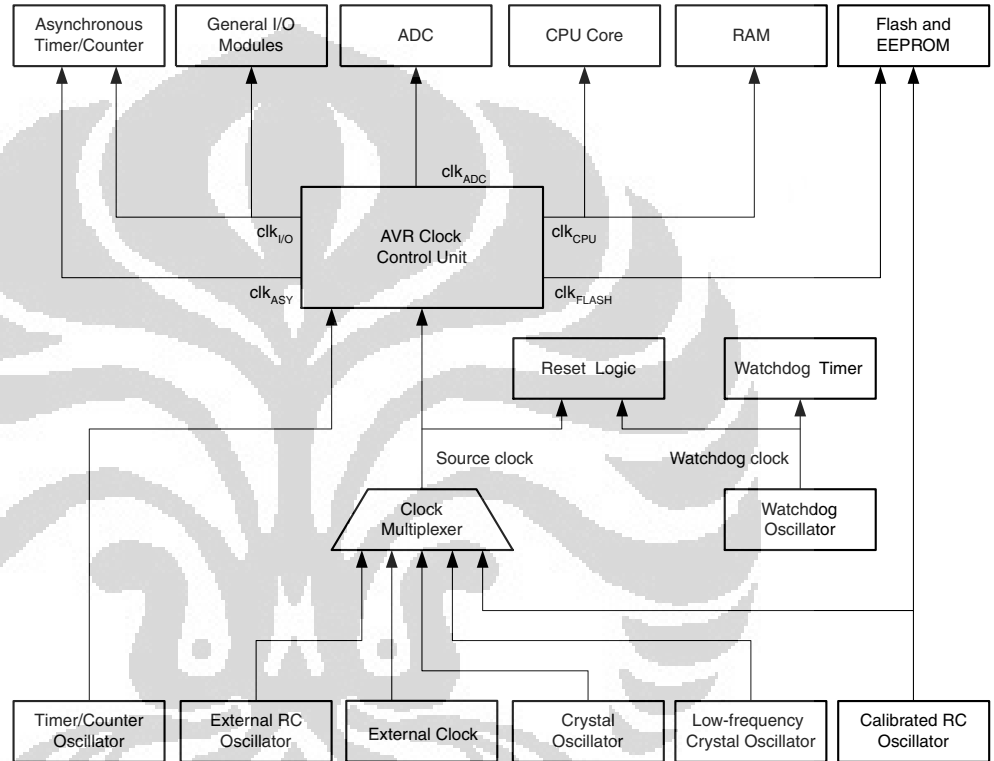 Asynchronous
Timer/Counter
General I/O
Modules
ADC
CPU Core
RAM
Flash and
EEPROM
clkADC
clkI/O
AVR Clock
Control Unit
clkCPU
clkASY
clkFLASH
Reset Logic
Watchdog Timer
Source clock
Watchdog clock
Clock
Multiplexer
Watchdog
Oscillator
Timer/Counter
Oscillator
External RC
Oscillator
External Clock
Crystal
Oscillator
Low-frequency
Crystal Oscillator
Calibrated RC
Oscillator